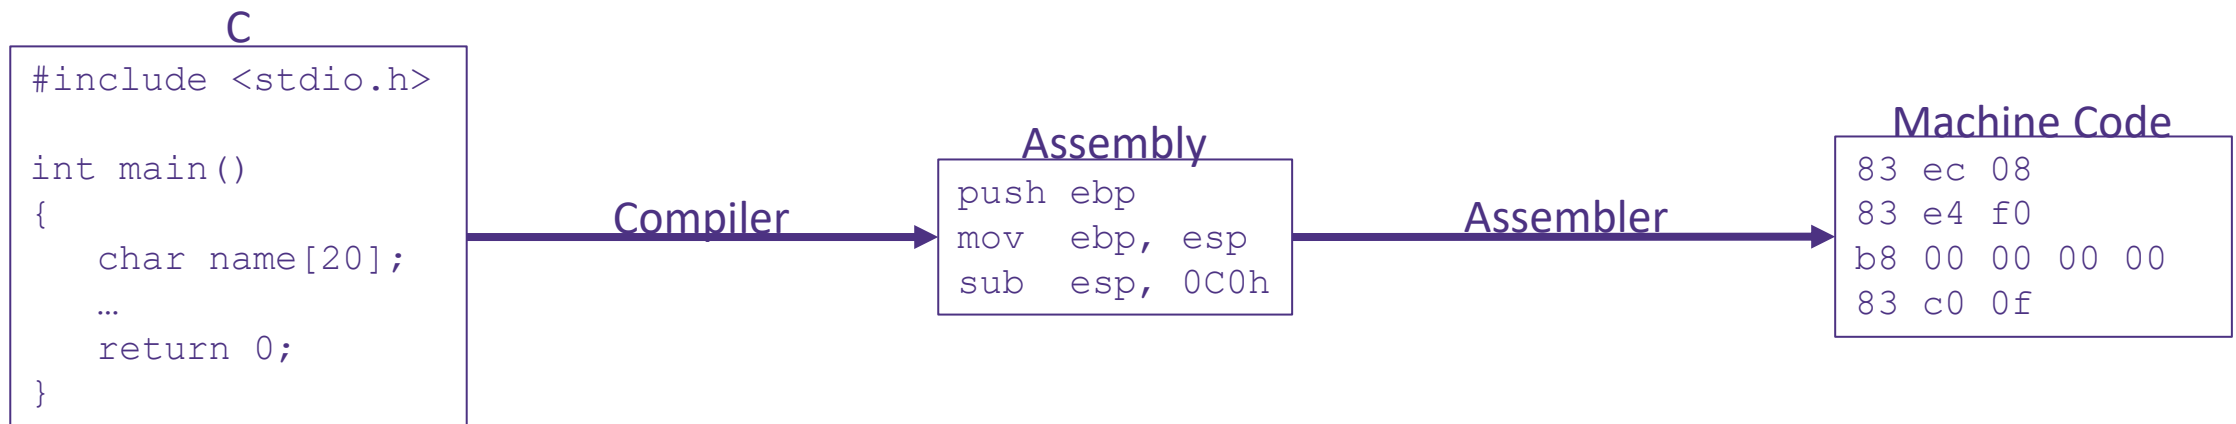 C
#include <stdio.h>
int main()
{
   char name[20];
   …
   return 0;
}
Compiler
Assembly
push ebp
mov  ebp, esp
sub  esp, 0C0h
Assembler
Machine Code
83 ec 08
83 e4 f0
b8 00 00 00 00
83 c0 0f